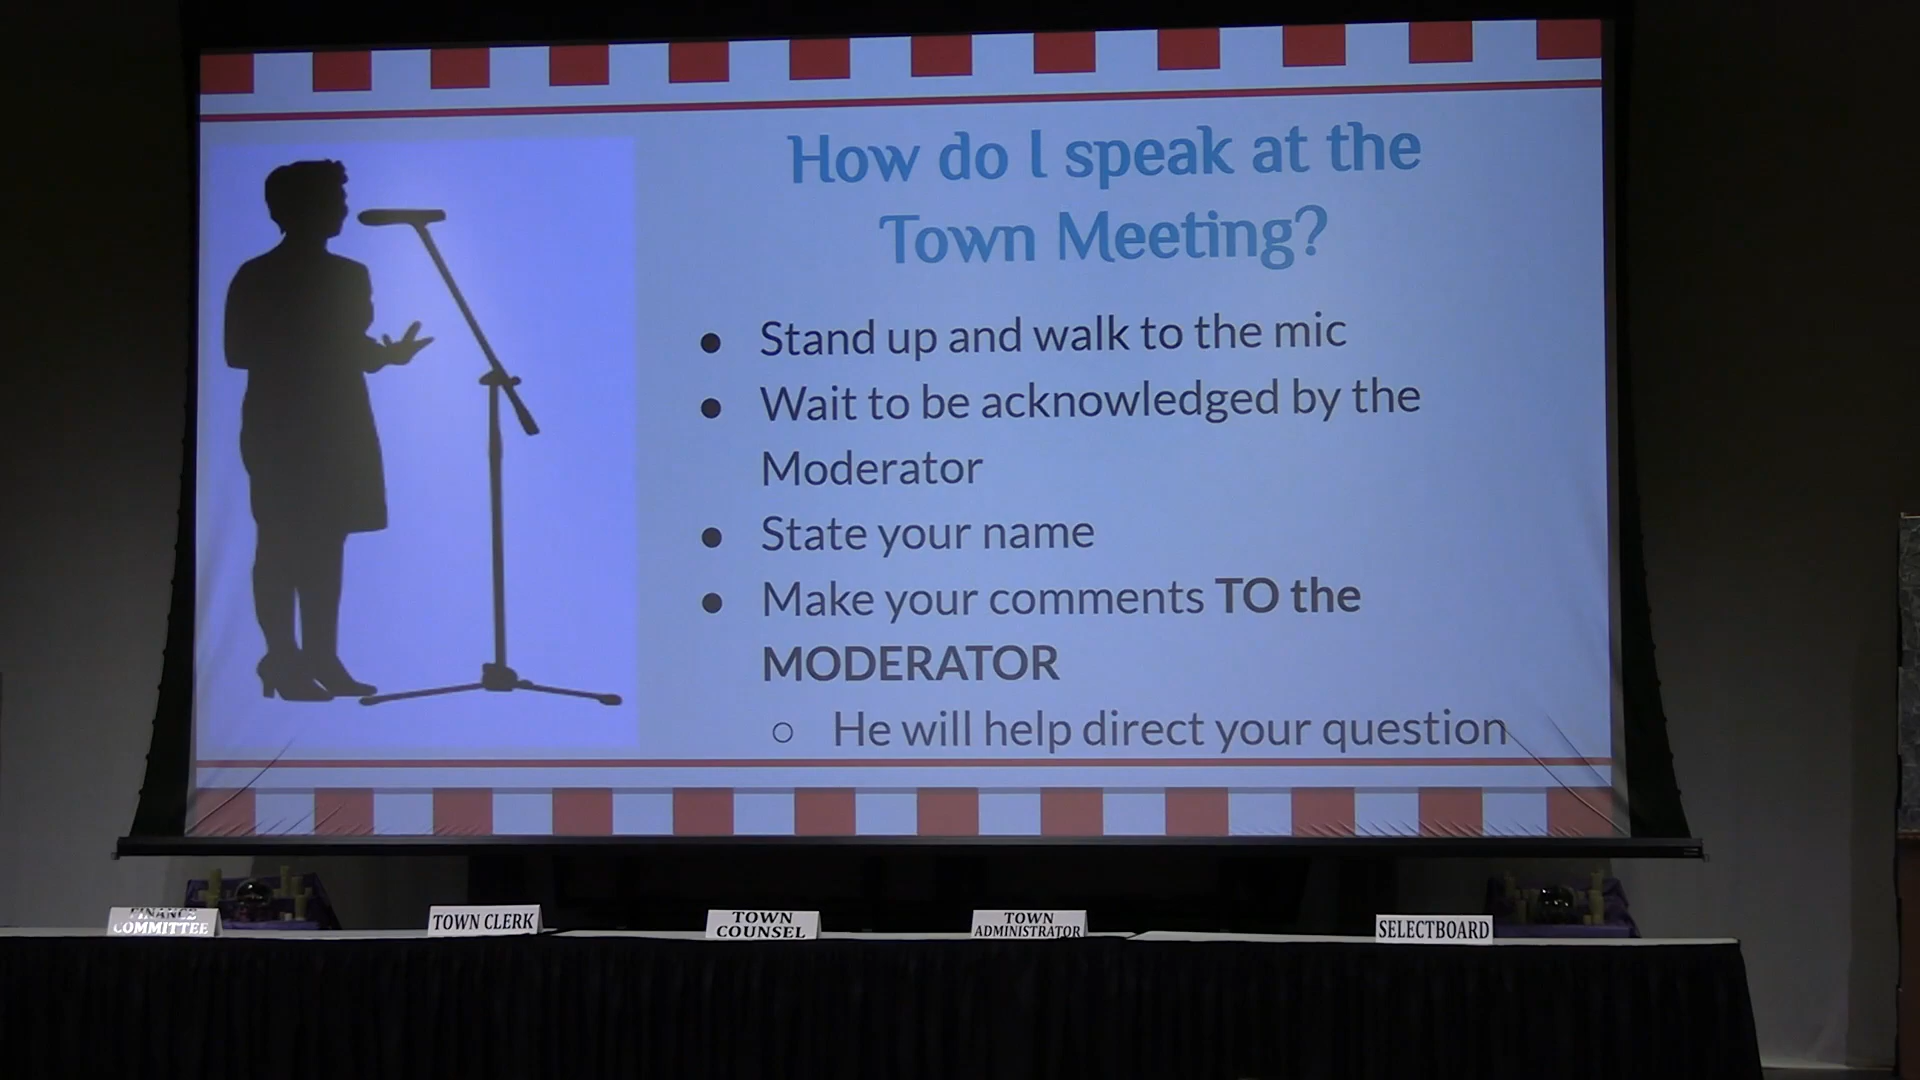 How do I speak at the
Town Meeting?
● Stand up and walk to the mic
● Wait to be acknowledged by the
Moderator
● State your name
● Make your comments TO the
MODERATOR
○ He will help direct your question
FINANCE
COMMITTEE
TOWN CLERK
TOWN
COUNSEL
TOWN
ADMINISTRATOR
SELECTBOARD